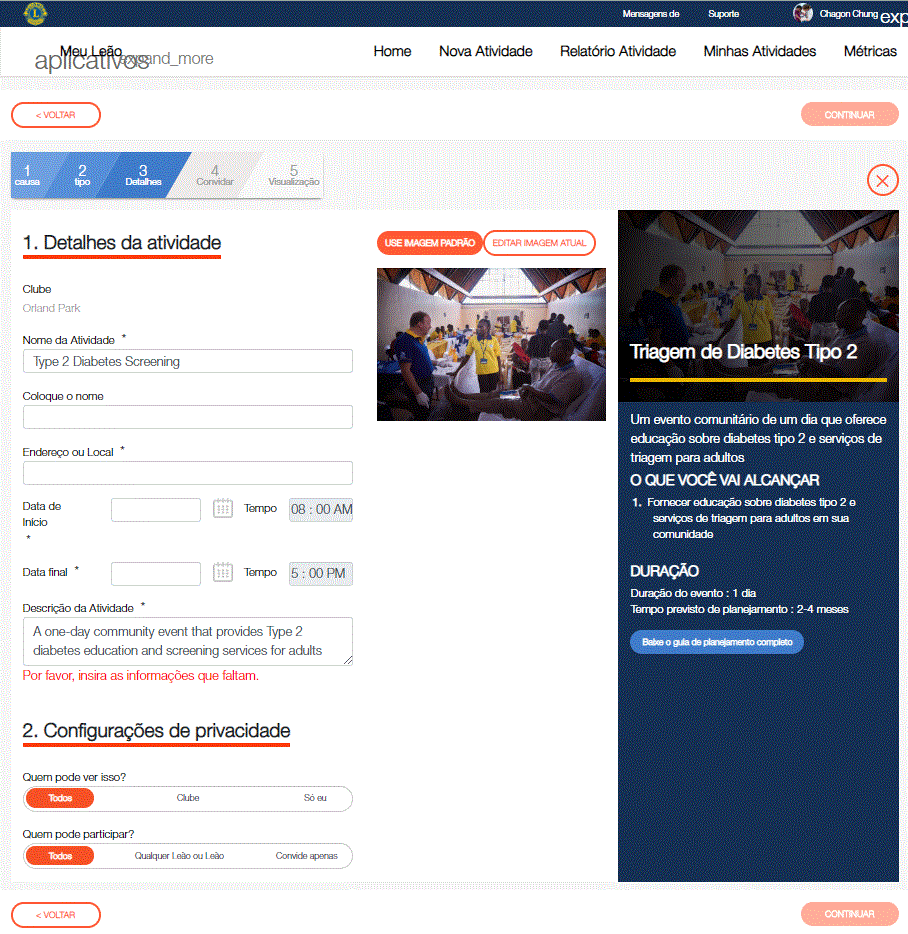 Mensagens de
Suporte
Chagon Chung
exp
Meu Leão
aplicativos
expand_more
Home
Nova Atividade
Relatório Atividade
Minhas Atividades
Métricas
< VOLTAR
CONTINUAR
1
causa
2
tipo
3
Detalhes
4
Convidar
5
Visualização
1. Detalhes da atividade
Clube
Orland Park
Nome da Atividade *
Type 2 Diabetes Screening
Coloque o nome
Endereço ou Local *
Data de
Início
*
Tempo
08 : 00 AM
Data final *
Tempo
5 : 00 PM
Descrição da Atividade *
A one-day community event that provides Type 2
diabetes education and screening services for adults
Por favor, insira as informações que faltam.
2. Configurações de privacidade
Quem pode ver isso?
Todos
Clube
Só eu
Quem pode participar?
Todos
Qualquer Leão ou Leão
Convide apenas
USE IMAGEM PADRÃO
EDITAR IMAGEM ATUAL
Triagem de Diabetes Tipo 2
Um evento comunitário de um dia que oferece
educação sobre diabetes tipo 2 e serviços de
triagem para adultos
O QUE VOCÊ VAI ALCANÇAR
1. Fornecer educação sobre diabetes tipo 2 e
serviços de triagem para adultos em sua
comunidade
DURAÇÃO
Duração do evento : 1 dia
Tempo previsto de planejamento : 2-4 meses
Baixe o guia de planejamento completo
< VOLTAR
CONTINUAR